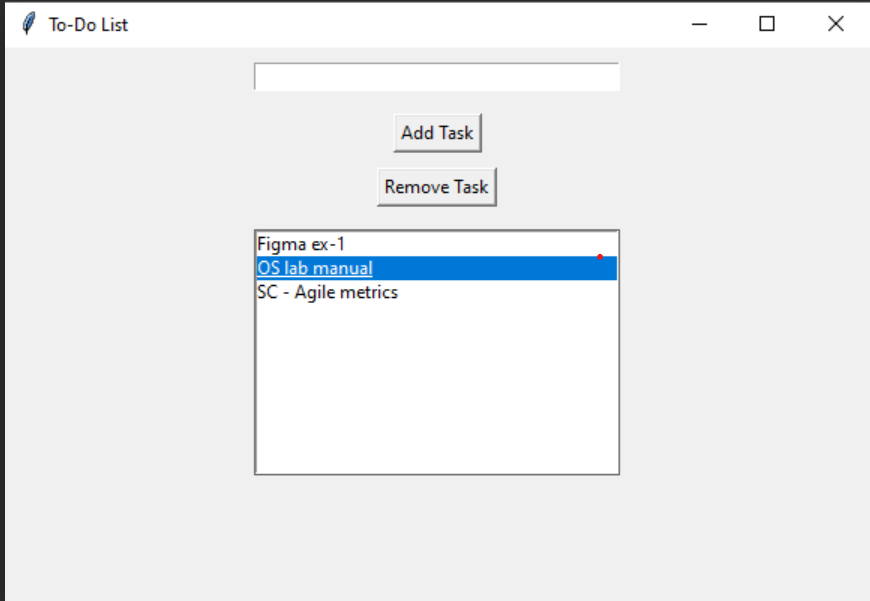 To-Do List
Add Task
Remove Task
Figma ex-1
OS lab manual
SC - Agile metrics